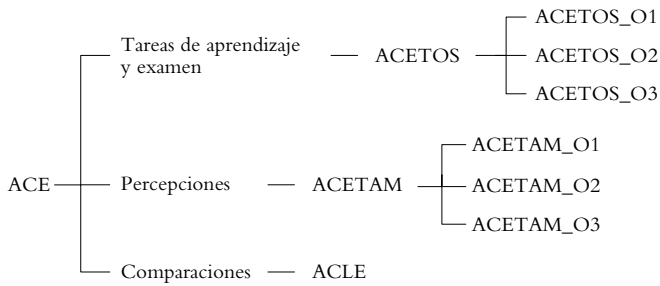 ACETOS_O1
Tareas de aprendizaje
y examen
ACETOS
ACETOS_O2
ACETOS_O3
ACETAM_O1
ACE
Percepciones
ACETAM
ACETAM_O2
ACETAM_O3
Comparaciones
ACLE